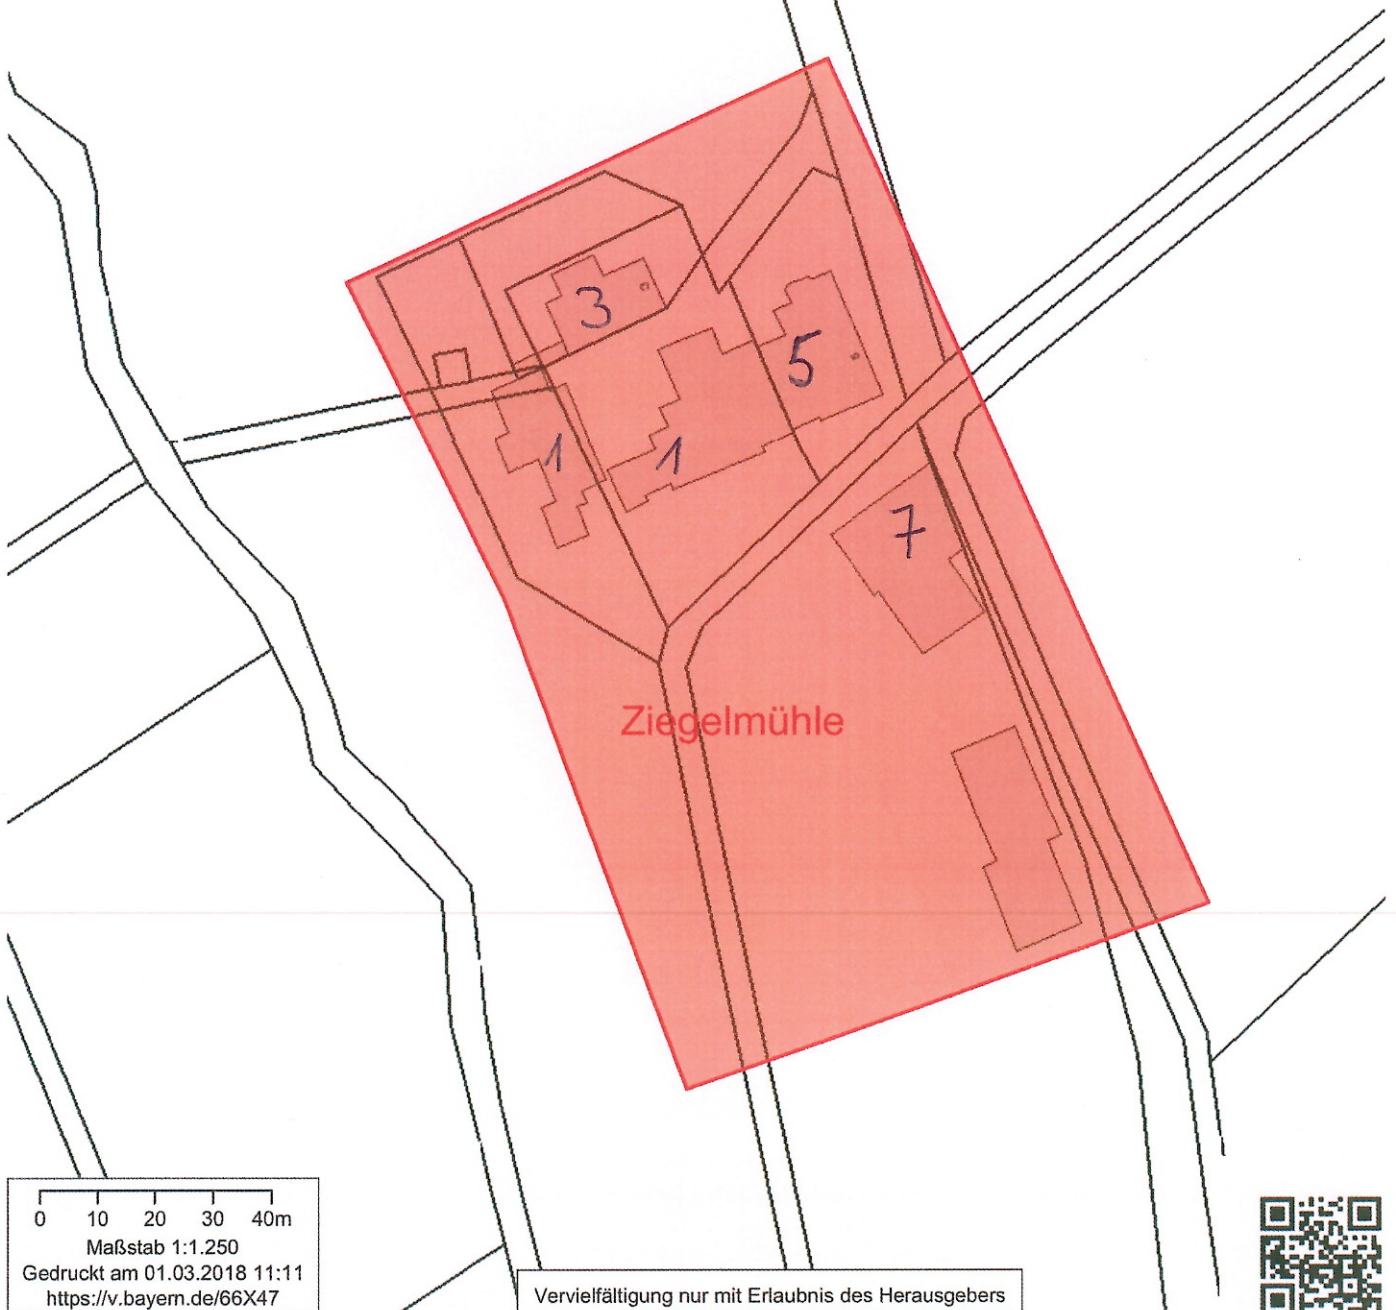 3
5
1
1
7
Ziegelmühle
0 10 20 30 40m
Maßstab 1:1.250
Gedruckt am 01.03.2018 11:11
https://v.bayern.de/66X47
Vervielfältigung nur mit Erlaubnis des Herausgebers